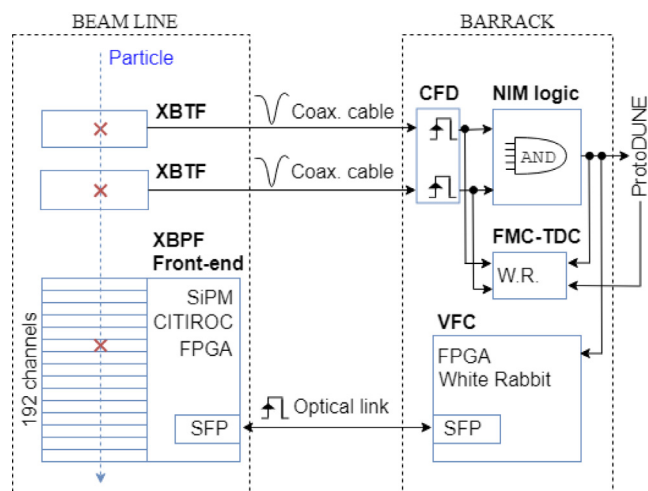 BEAM LINE
BARRACK
Particle
XBTF
Coax. cable
CFD
NIM logic
AND
ProtoDUNE
XBTF
Coax. cable
FMC-TDC
W.R.
XBPF
Front-end
SiPM
CITIROC
FPGA
192 channels
SFP
Optical link
VFC
FPGA
White Rabbit
SFP